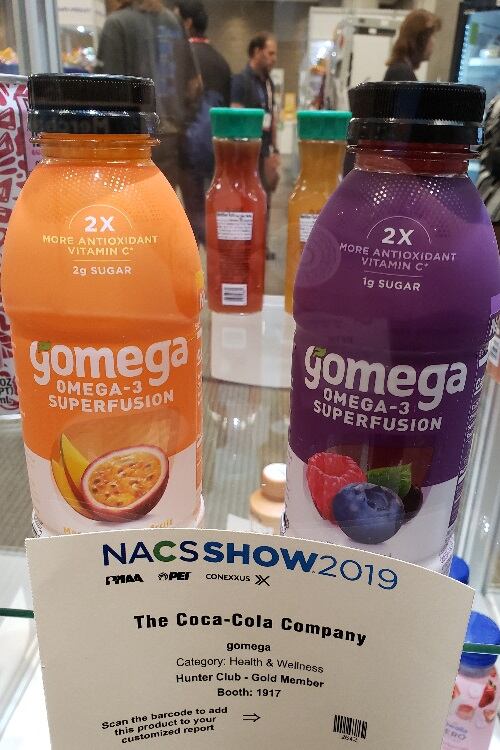 2X
MORE ANTIOXIDANT
VITAMIN C*
2g SUGAR
gomega
OMEGA-3
SUPERFUSION
2X
MORE ANTIOXIDANT
VITAMIN C*
1g SUGAR
gomega
OMEGA-3
SUPERFUSION
NACS SHOW 2019
PMAA PEI CONEXXUS
The Coca-Cola Company
gomega
Category: Health & Wellness
Hunter Club - Gold Member
Booth: 1917
Scan the barcode to add
this product to your
customized report